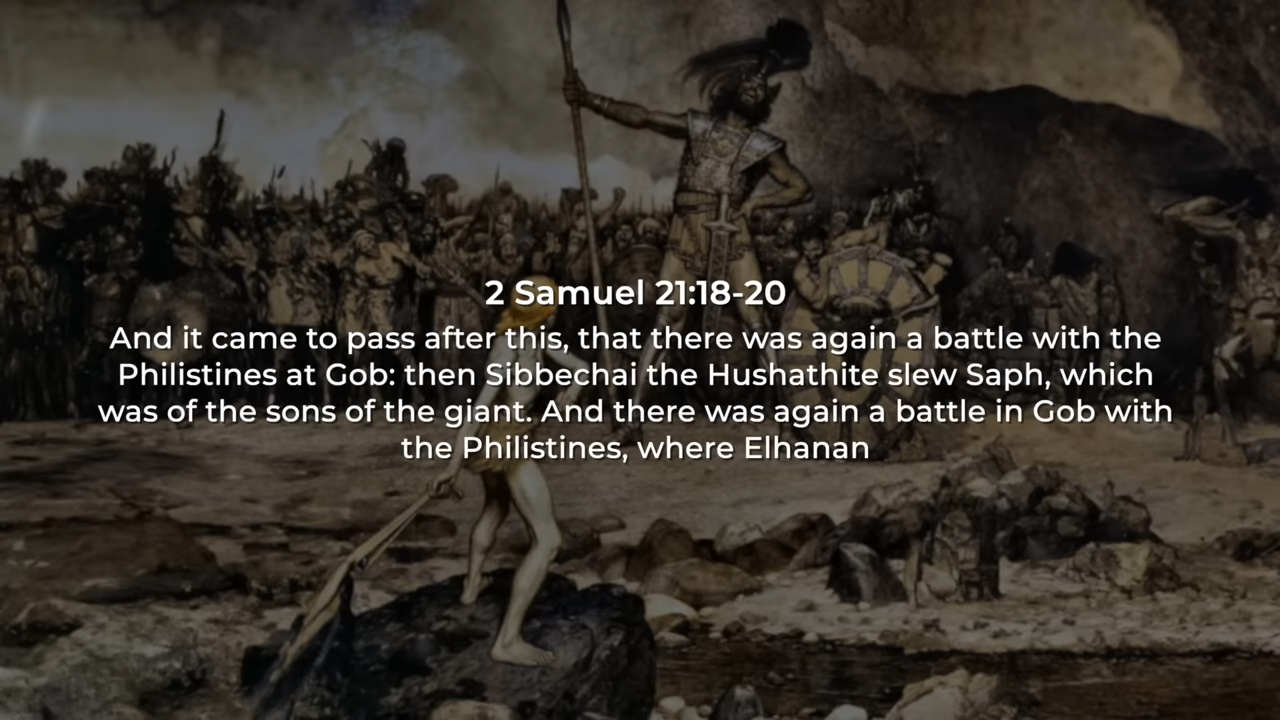 2 Samuel 21:18-20
And it came to pass after this, that there was again a battle with the
Philistines at Gob: then Sibbechai the Hushathite slew Saph, which
was of the sons of the giant. And there was again a battle in Gob with
the Philistines, where Elhanan